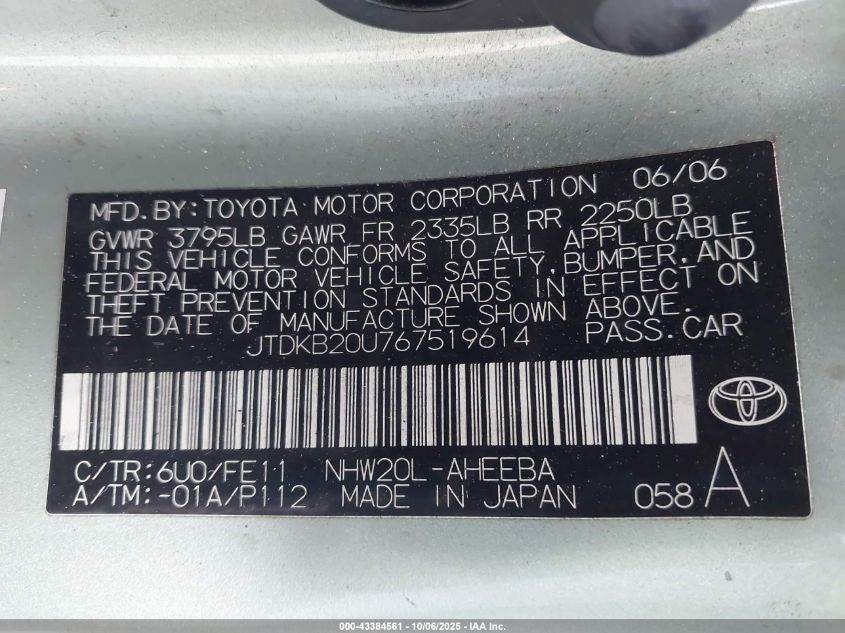 MFD.BY:TOYOTA MOTOR CORPORATION 06/06
GVWR 3795LB GAWR FR 2335LB RR 2250LB
THIS VEHICLE CONFORMS TO ALL APPLICABLE
FEDERAL MOTOR VEHICLE SAFETY,BUMPER,AND
THEFT PREVENTION STANDARDS IN EFFECT ON
THE DATE OF MANUFACTURE SHOWN ABOVE.
JTDKB20U767519614 PASS.CAR
C/TR:6U0/FE11 NHW20L-AHEEBA
A/TM:-01A/P112 MADE IN JAPAN 058 A
000-43384561 - 10/06/2025 - IAA Inc.